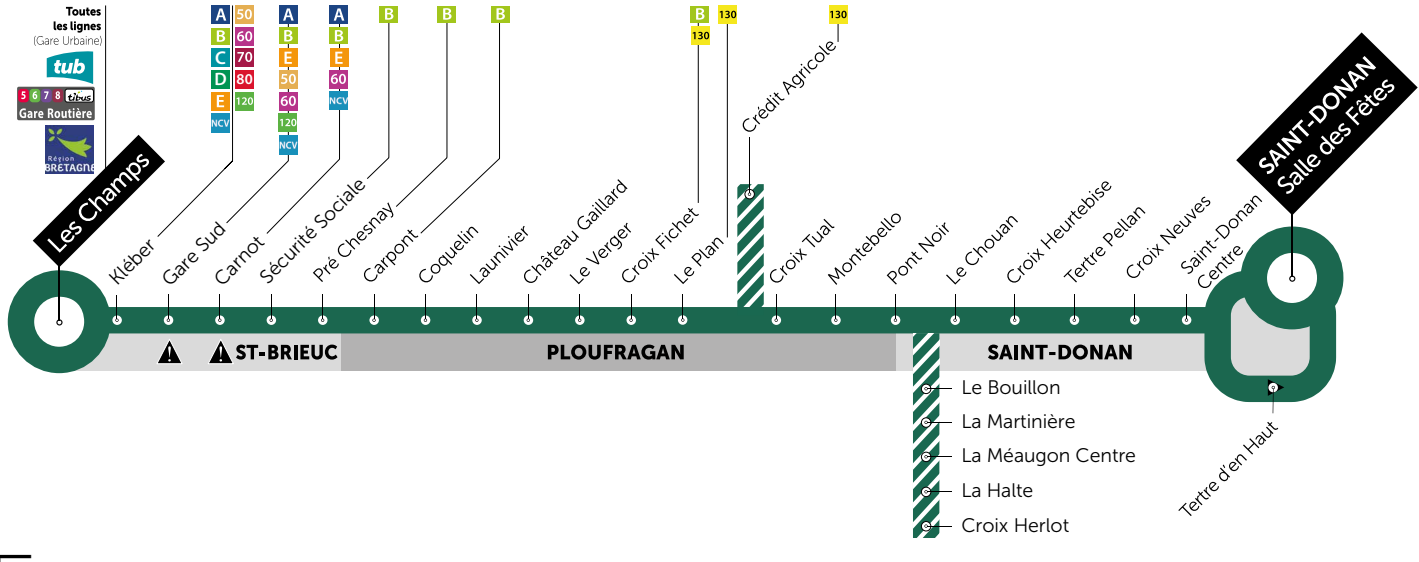 Toutes
les lignes
(Gare Urbaine)
tub
5 6 7 8 tibus
Gare Routière
Région
BRETAGNE
A 50
B 60
C 70
D 80
E 120
NCV
A
B
E
50
60
120
NCV
A
B
E
60
NCV
B
B
B
B
130
130
130
Les Champs
Kléber
Gare Sud
Carnot
Sécurité Sociale
Pré Chesnay
Carpont
Coquelin
Launivier
Château Gaillard
Le Verger
Croix Fichet
Le Plan
Crédit Agricole
Croix Tual
Montebello
Pont Noir
Le Chouan
Croix Heurtebise
Tertre Pellan
Croix Neuves
Saint-Donan
Centre
SAINT-DONAN
Salle des Fêtes
ST-BRIEUC
PLOUFRAGAN
SAINT-DONAN
Le Bouillon
La Martinière
La Méaugon Centre
La Halte
Croix Herlot
Tertre d'en Haut